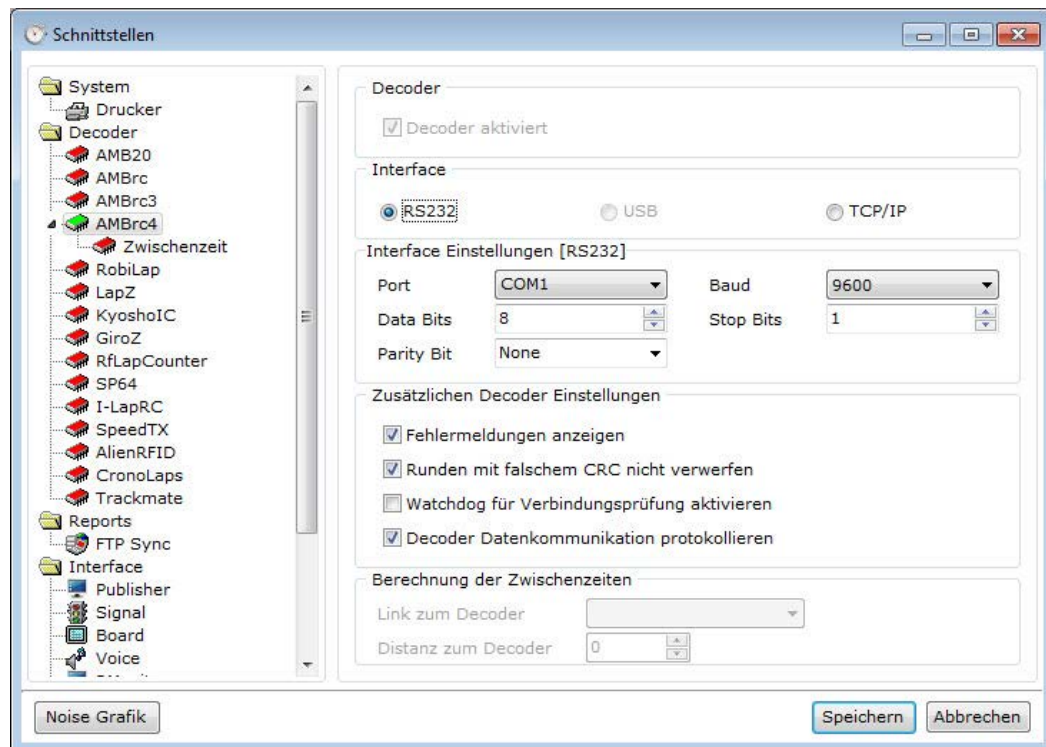 Schnittstellen
System
Drucker
Decoder
AMB20
AMBrc
AMBrc3
AMBrc4
Zwischenzeit
RobiLap
LapZ
KyoshoIC
GiroZ
RfLapCounter
SP64
I-LapRC
SpeedTX
AlienRFID
CronoLaps
Trackmate
Reports
FTP Sync
Interface
Publisher
Signal
Board
Voice
Decoder
Decoder aktiviert
Interface
RS232 USB TCP/IP
Interface Einstellungen [RS232]
Port COM1 Baud 9600
Data Bits 8 Stop Bits 1
Parity Bit None
Zusätzlichen Decoder Einstellungen
Fehlermeldungen anzeigen
Runden mit falschem CRC nicht verwerfen
Watchdog für Verbindungsprüfung aktivieren
Decoder Datenkommunikation protokollieren
Berechnung der Zwischenzeiten
Link zum Decoder
Distanz zum Decoder 0
Noise Grafik Speichern Abbrechen